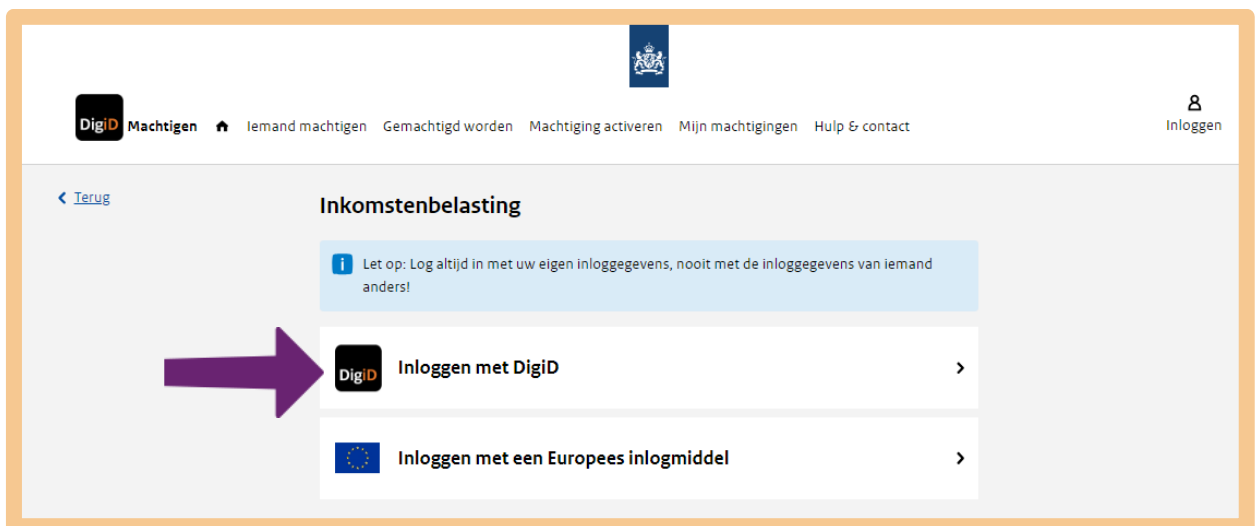 DigiD Machtigen Iemand machtigen Gemachtigd worden Machtiging activeren Mijn machtigingen Hulp & contact Inloggen
Terug
Inkomstenbelasting
i Let op: Log altijd in met uw eigen inloggegevens, nooit met de inloggegevens van iemand
anders!
DigiD Inloggen met DigiD
Inloggen met een Europees inlogmiddel